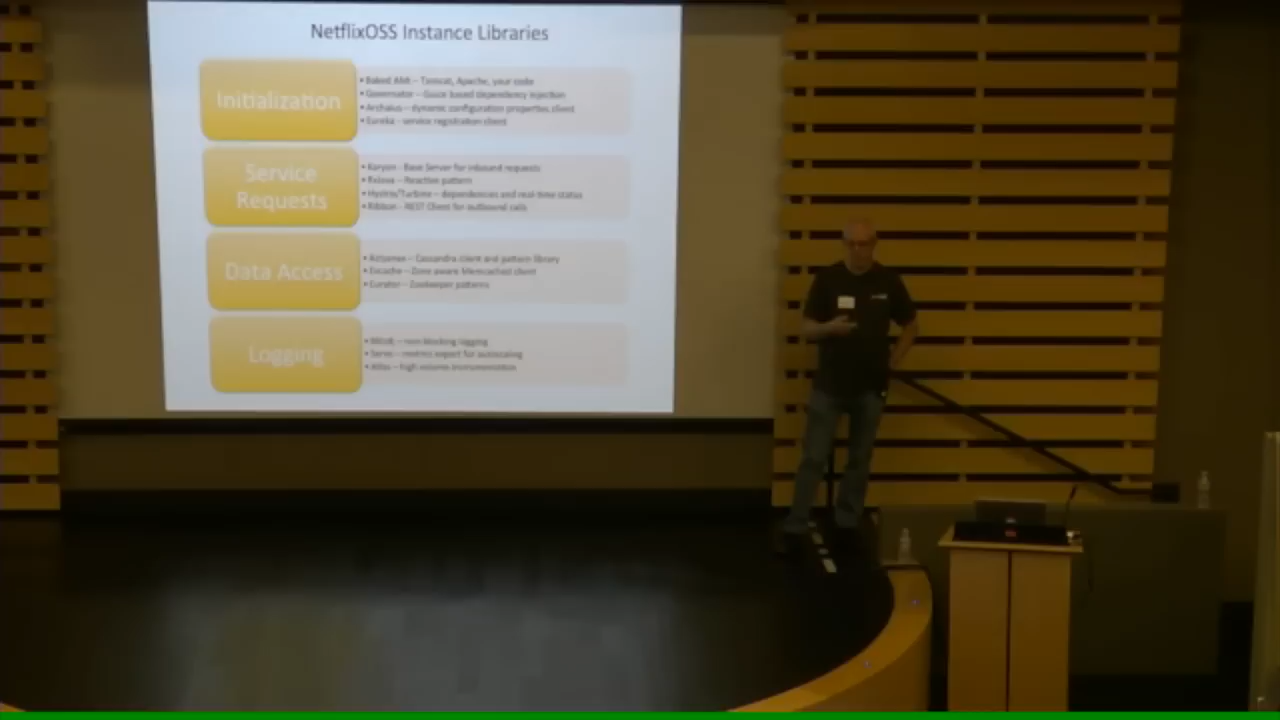 NetflixOSS Instance Libraries
Initialization
• Baked AMI – Tomcat, Apache, your code
• Governator – Guice based dependency injection
• Archaius – dynamic configuration properties client
• Eureka - service registration client
Service
Requests
• Karyon - Base Server for inbound requests
• RxJava – Reactive pattern
• Hystrix/Turbine – dependencies and real-time status
• Ribbon - REST Client for outbound calls
Data Access
• Astyanax – Cassandra client and pattern library
• Evcache – Zone aware Memcached client
• Curator – Zookeeper patterns
Logging
• Blitz4j – non-blocking logging
• Servo – metrics export for autoscaling
• Atlas – high volume instrumentation